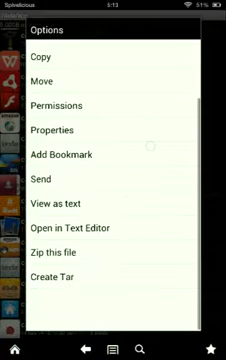 Spivelicious 5:13 51%
Options
Copy
Move
Permissions
Properties
Add Bookmark
Send
View as text
Open in Text Editor
Zip this file
Create Tar